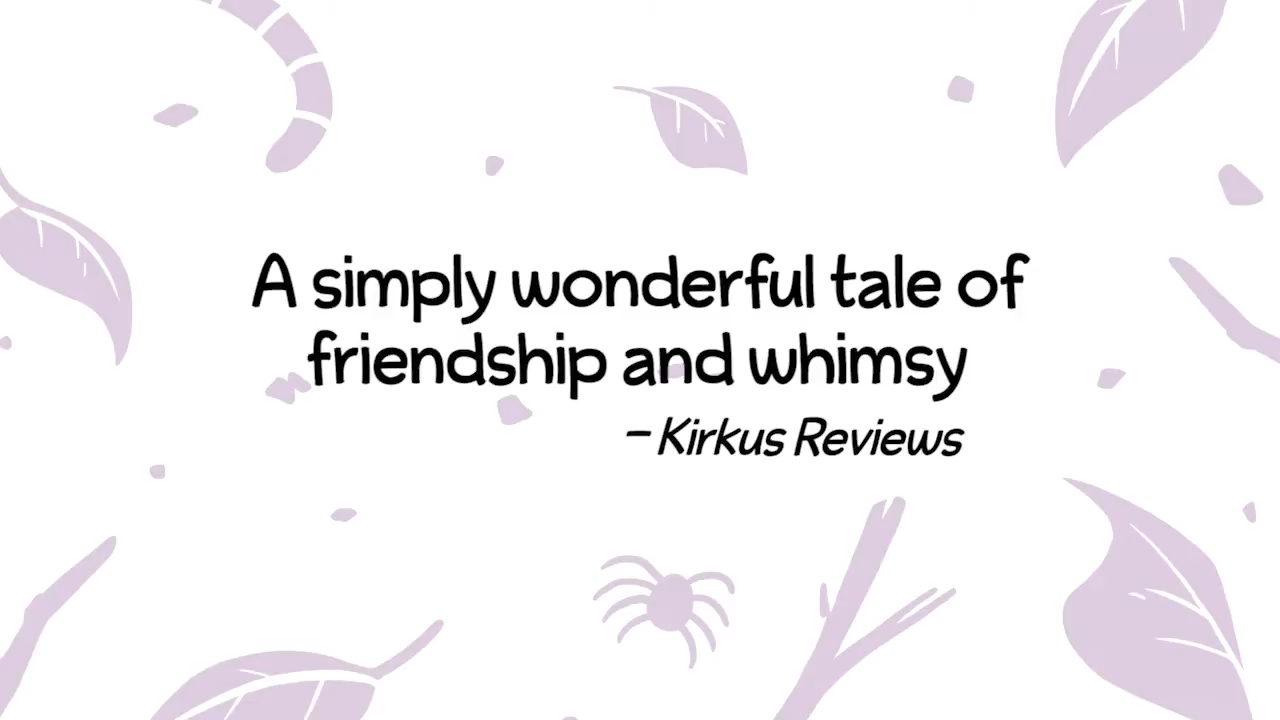 A simply wonderful tale of
friendship and whimsy
– Kirkus Reviews